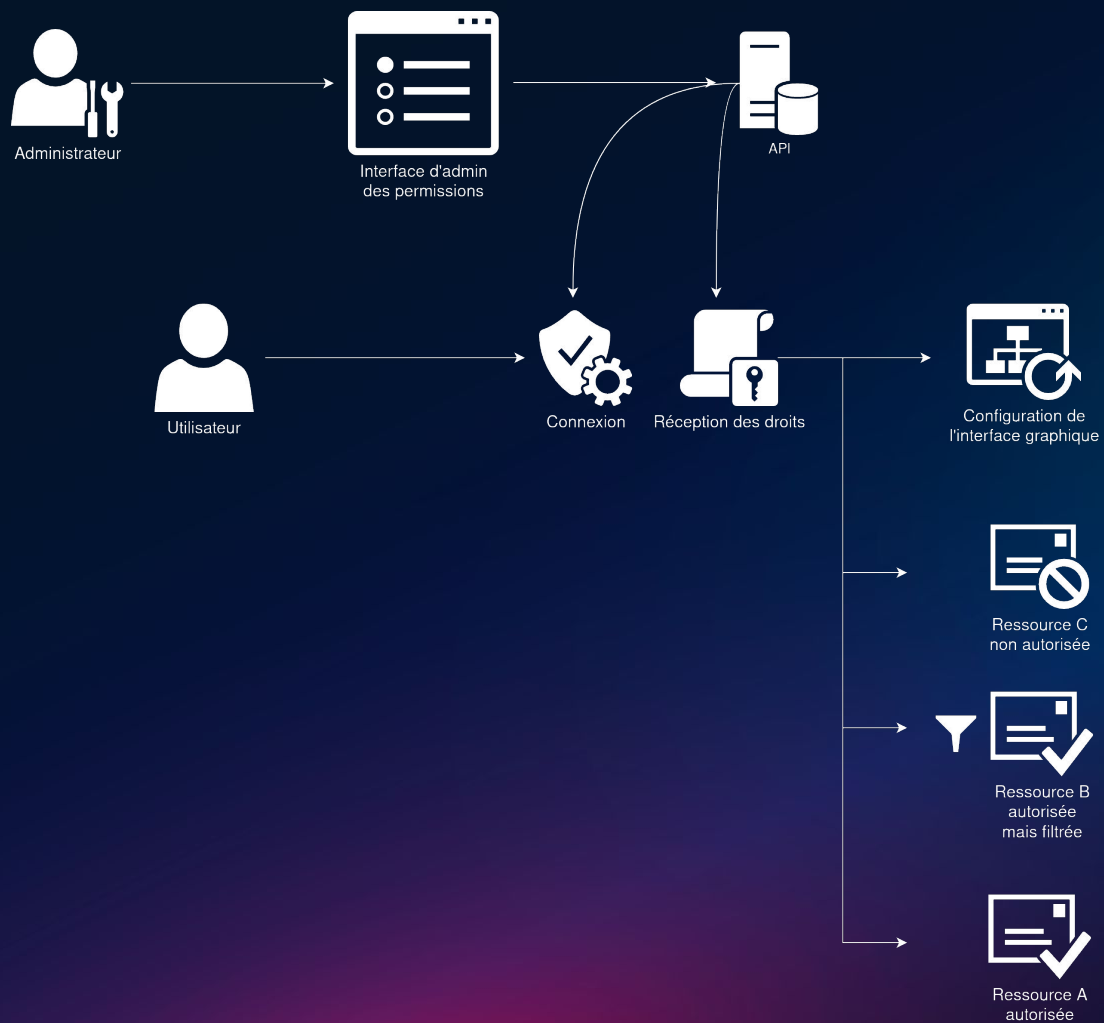 Administrateur
Interface d'admin
des permissions
API
Utilisateur
Connexion
Réception des droits
Configuration de
l'interface graphique
Ressource C
non autorisée
Ressource B
autorisée
mais filtrée
Ressource A
autorisée